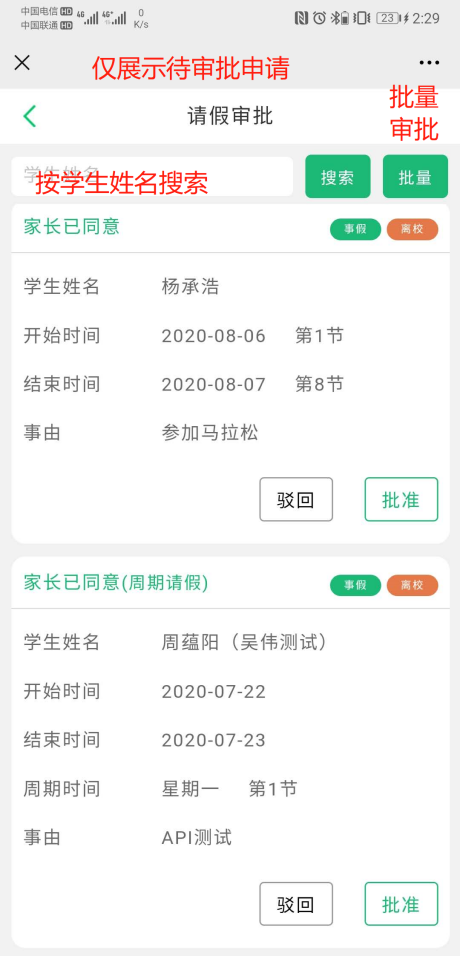 中国电信HD 46 46+ 0
中国联通HD K/s 23 2:29
仅展示待审批申请
请假审批
批量
审批
学生姓名
按学生姓名搜索
搜索
批量
家长已同意 事假 离校
学生姓名 杨承浩
开始时间 2020-08-06 第1节
结束时间 2020-08-07 第8节
事由 参加马拉松
驳回 批准
家长已同意(周期请假) 事假 离校
学生姓名 周蕴阳（吴伟测试）
开始时间 2020-07-22
结束时间 2020-07-23
周期时间 星期一 第1节
事由 API测试
驳回 批准